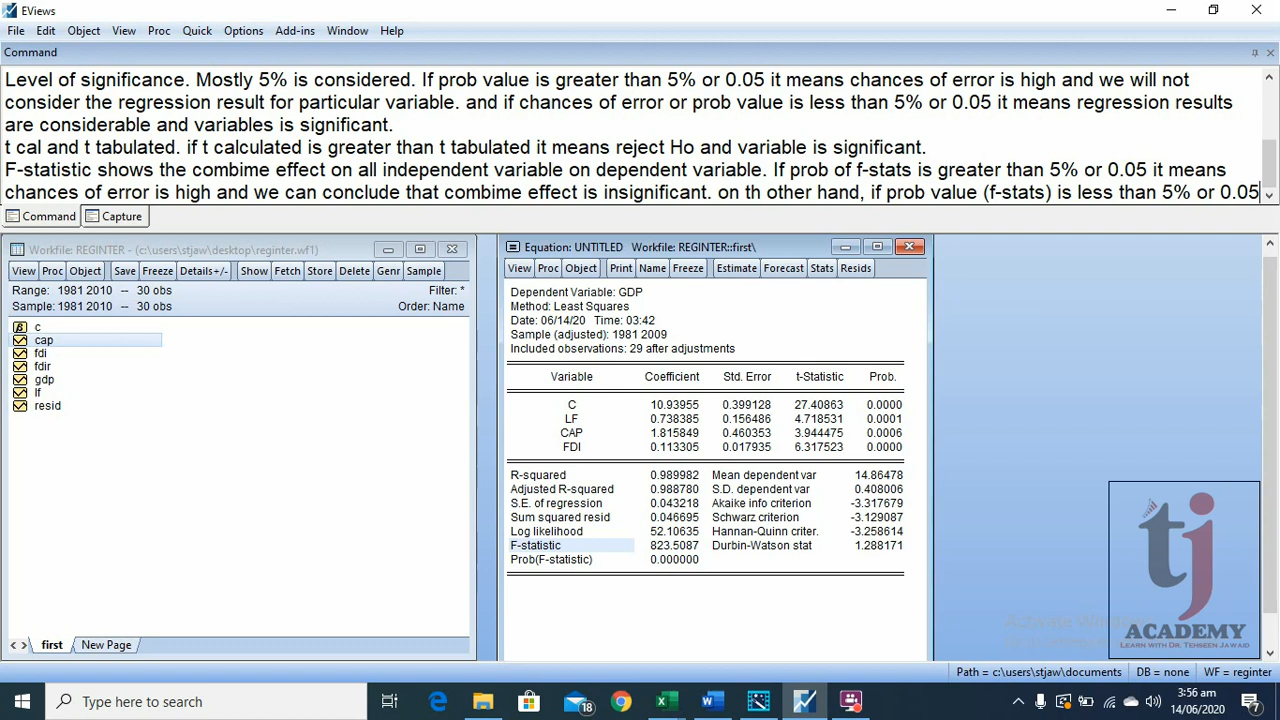 EViews
File Edit Object View Proc Quick Options Add-ins Window Help
Command
Level of significance. Mostly 5% is considered. If prob value is greater than 5% or 0.05 it means chances of error is high and we will not
consider the regression result for particular variable. and if chances of error or prob value is less than 5% or 0.05 it means regression results
are considerable and variables is significant.
t cal and t tabulated. if t calculated is greater than t tabulated it means reject Ho and variable is significant.
F-statistic shows the combime effect on all independent variable on dependent variable. If prob of f-stats is greater than 5% or 0.05 it means
chances of error is high and we can conclude that combime effect is insignificant. on th other hand, if prob value (f-stats) is less than 5% or 0.05
Command Capture
Workfile: REGINTER - (c:\users\stjaw\desktop\reginter.wf1)
View Proc Object Save Freeze Details+/- Show Fetch Store Delete Genr Sample
Range: 1981 2010 -- 30 obs Filter: *
Sample: 1981 2010 -- 30 obs Order: Name
c
cap
fdi
fdir
gdp
lf
resid
first New Page
Equation: UNTITLED Workfile: REGINTER::first\
View Proc Object Print Name Freeze Estimate Forecast Stats Resids
Dependent Variable: GDP
Method: Least Squares
Date: 06/14/20 Time: 03:42
Sample (adjusted): 1981 2009
Included observations: 29 after adjustments
Variable Coefficient Std. Error t-Statistic Prob.
C 10.93955 0.399128 27.40863 0.0000
LF 0.738385 0.156486 4.718531 0.0001
CAP 1.815849 0.460353 3.944475 0.0006
FDI 0.113305 0.017935 6.317523 0.0000
R-squared 0.989982 Mean dependent var 14.86478
Adjusted R-squared 0.988780 S.D. dependent var 0.408006
S.E. of regression 0.043218 Akaike info criterion -3.317679
Sum squared resid 0.046695 Schwarz criterion -3.129087
Log likelihood 52.10635 Hannan-Quinn criter. -3.258614
F-statistic 823.5087 Durbin-Watson stat 1.288171
Prob(F-statistic) 0.000000
tj
ACADEMY
LEARN WITH DR. TEHSEEN JAWAID
Path = c:\users\stjaw\documents DB = none WF = reginter
Type here to search
18
3:56 am
14/06/2020
7